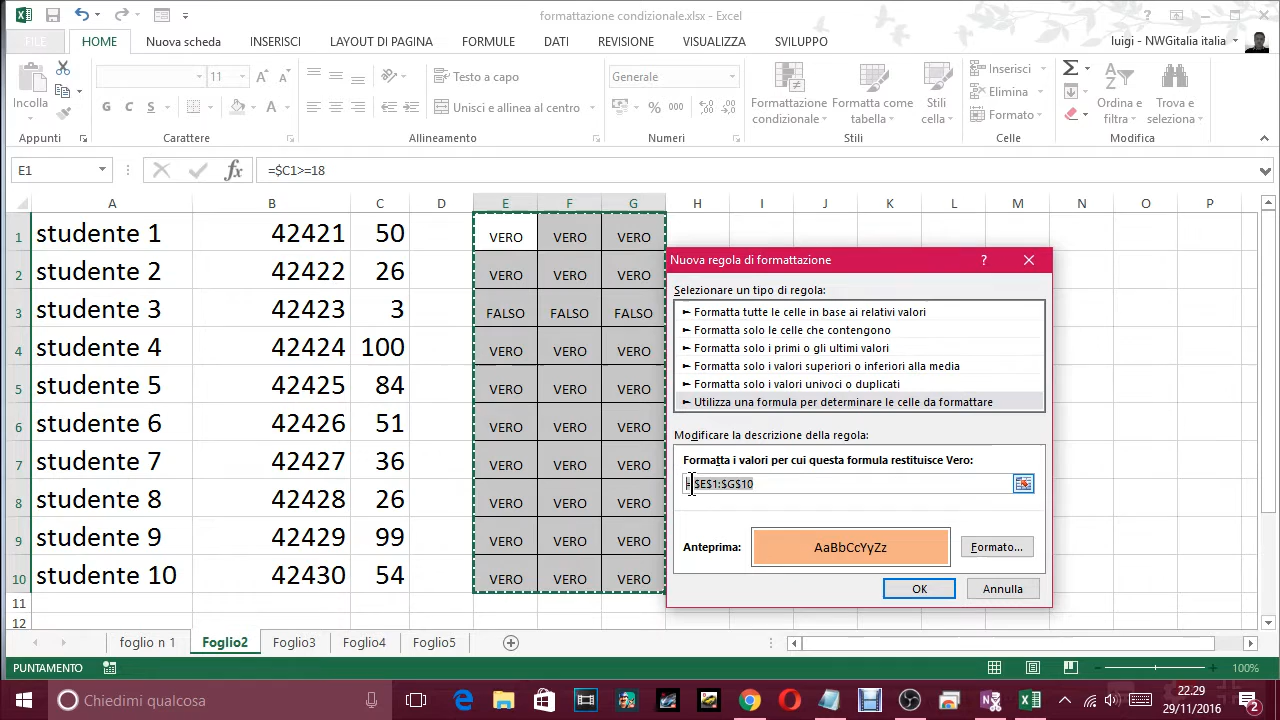 formattazione condizionale.xlsx - Excel
FILE HOME Nuova scheda INSERISCI LAYOUT DI PAGINA FORMULE DATI REVISIONE VISUALIZZA SVILUPPO luigi - NWGitalia italia
Incolla
G C S
11
A A
A
Testo a capo
Unisci e allinea al centro
Generale
% 000
Formattazione condizionale
Formatta come tabella
Stili cella
Inserisci
Elimina
Formato
Ordina e filtra
Trova e seleziona
Appunti Carattere Allineamento Numeri Stili Celle Modifica
E1 fx =$C1>=18
A B C D E F G H I J K L M N O P
1 studente 1 42421 50 VERO VERO VERO
2 studente 2 42422 26 VERO VERO VERO
3 studente 3 42423 3 FALSO FALSO FALSO
4 studente 4 42424 100 VERO VERO VERO
5 studente 5 42425 84 VERO VERO VERO
6 studente 6 42426 51 VERO VERO VERO
7 studente 7 42427 36 VERO VERO VERO
8 studente 8 42428 26 VERO VERO VERO
9 studente 9 42429 99 VERO VERO VERO
10 studente 10 42430 54 VERO VERO VERO
11
12
Nuova regola di formattazione ?
Selezionare un tipo di regola:
► Formatta tutte le celle in base ai relativi valori
► Formatta solo le celle che contengono
► Formatta solo i primi o gli ultimi valori
► Formatta solo i valori superiori o inferiori alla media
► Formatta solo i valori univoci o duplicati
► Utilizza una formula per determinare le celle da formattare
Modificare la descrizione della regola:
Formatta i valori per cui questa formula restituisce Vero:
=$E$1:$G$10
Anteprima: AaBbCcYyZz Formato...
OK Annulla
foglio n 1 Foglio2 Foglio3 Foglio4 Foglio5
PUNTAMENTO 100%
Chiedimi qualcosa
22.29
29/11/2016
2